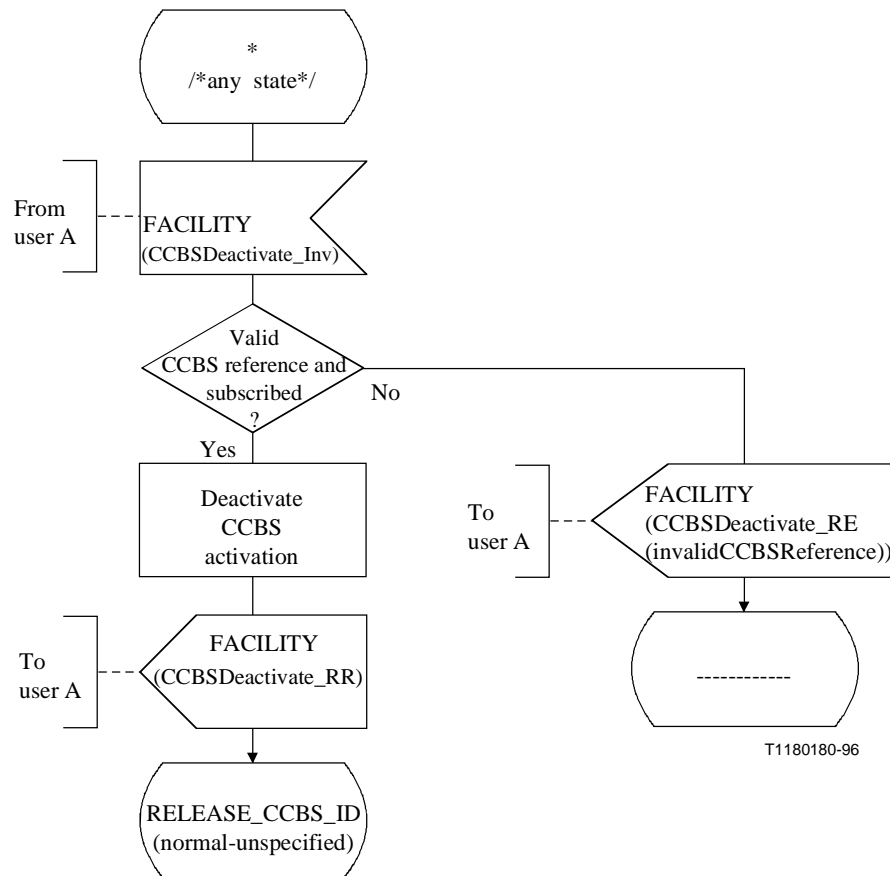 *
/*any state*/
From
user A
FACILITY
(CCBSDeactivate_Inv)
Valid
CCBS reference and
subscribed
?
No
Yes
Deactivate
CCBS
activation
To
user A
FACILITY
(CCBSDeactivate_RE
(invalidCCBSReference))
To
user A
FACILITY
(CCBSDeactivate_RR)
------------
T1180180-96
RELEASE_CCBS_ID
(normal-unspecified)